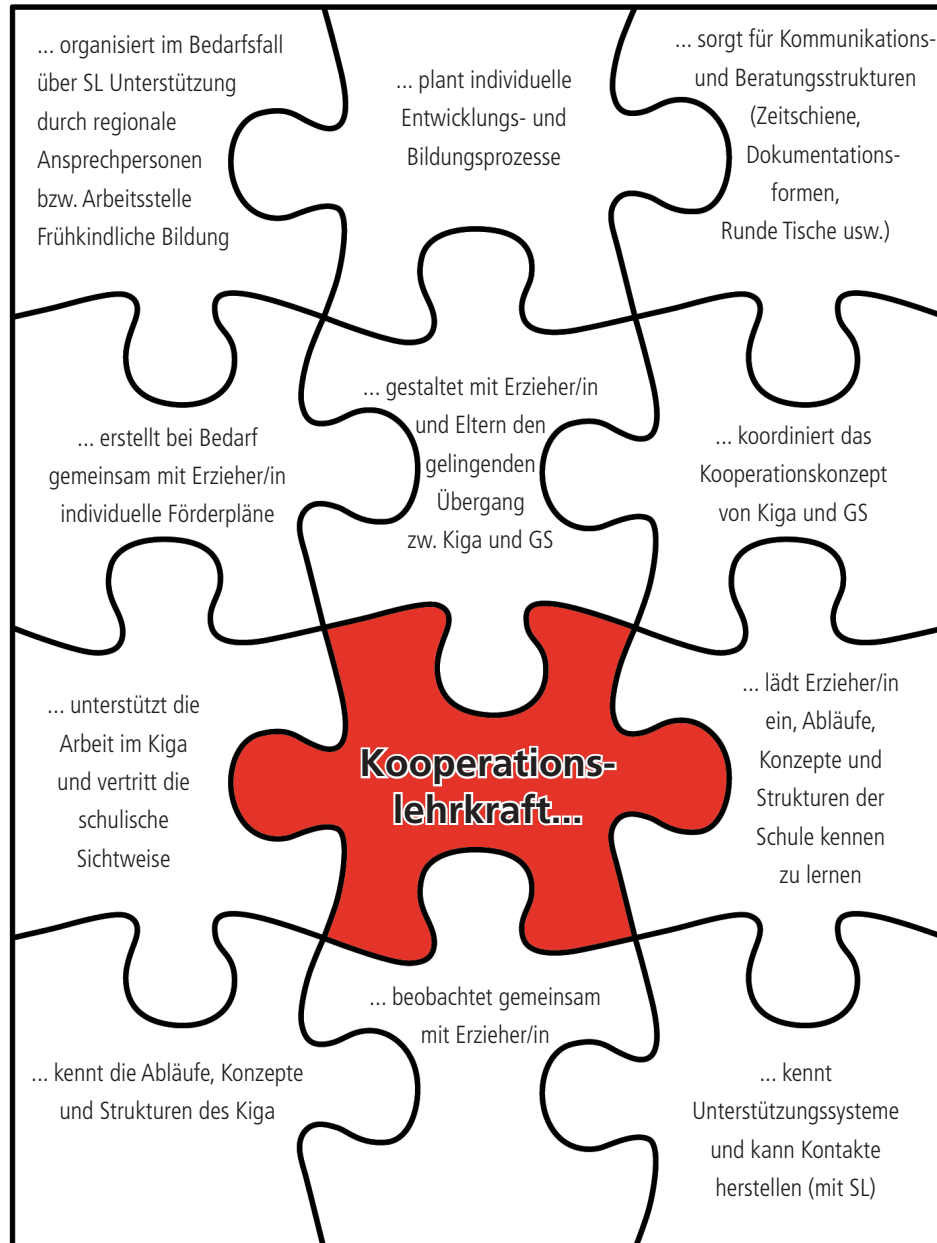 ... organisiert im Bedarfsfall
über SL Unterstützung
durch regionale
Ansprechpersonen
bzw. Arbeitsstelle
Frühkindliche Bildung
... plant individuelle
Entwicklungs- und
Bildungsprozesse
... sorgt für Kommunikations-
und Beratungsstrukturen
(Zeitschiene,
Dokumentations-
formen,
Runde Tische usw.)
... erstellt bei Bedarf
gemeinsam mit Erzieher/in
individuelle Förderpläne
... gestaltet mit Erzieher/in
und Eltern den
gelingenden
Übergang
zw. Kiga und GS
... koordiniert das
Kooperationskonzept
von Kiga und GS
... unterstützt die
Arbeit im Kiga
und vertritt die
schulische
Sichtweise
Kooperations-
lehrkraft...
... lädt Erzieher/in
ein, Abläufe,
Konzepte und
Strukturen der
Schule kennen
zu lernen
... kennt die Abläufe, Konzepte
und Strukturen des Kiga
... beobachtet gemeinsam
mit Erzieher/in
... kennt
Unterstützungssysteme
und kann Kontakte
herstellen (mit SL)